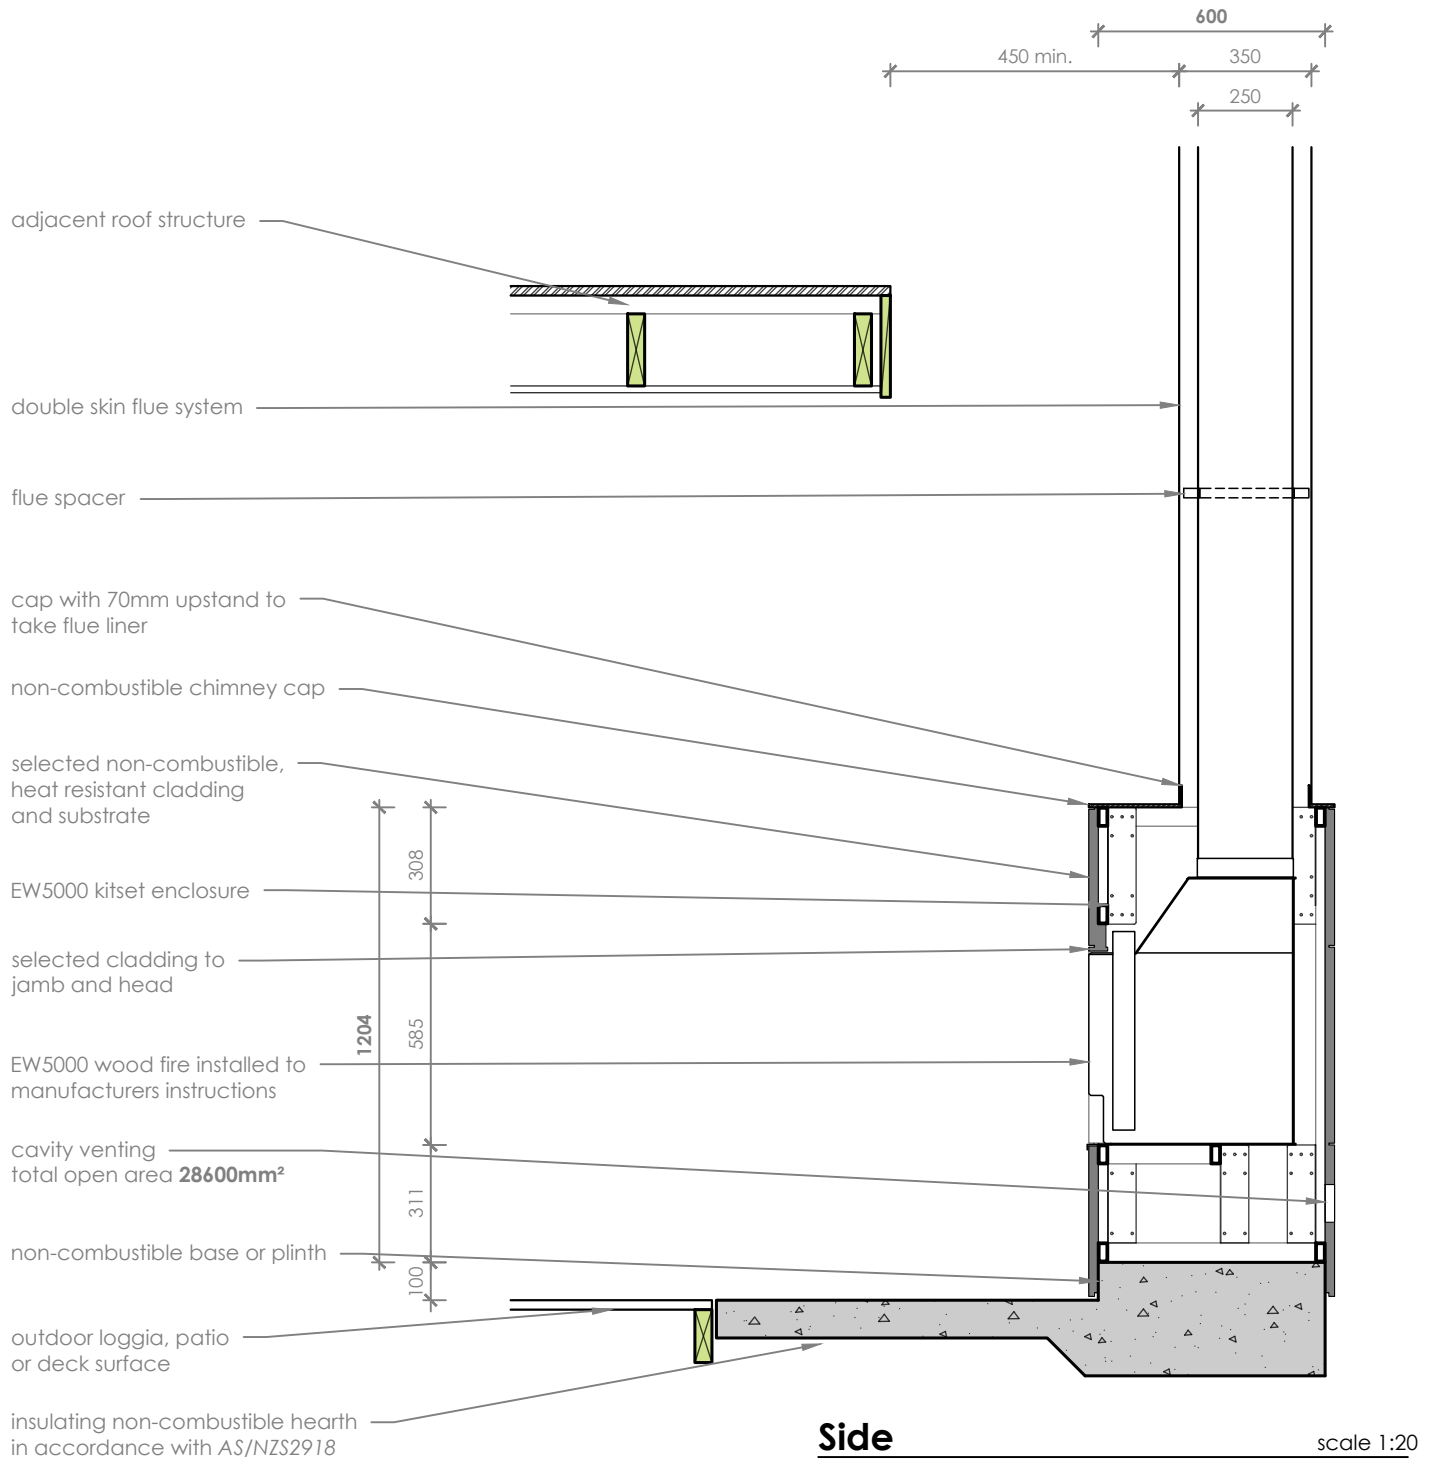 600
450 min.
350
250
adjacent roof structure
double skin flue system
flue spacer
cap with 70mm upstand to
take flue liner
non-combustible chimney cap
selected non-combustible,
heat resistant cladding
and substrate
308
EW5000 kitset enclosure
selected cladding to
jamb and head
1204
585
EW5000 wood fire installed to
manufacturers instructions
cavity venting
total open area 28600mm²
311
non-combustible base or plinth
100
outdoor loggia, patio
or deck surface
insulating non-combustible hearth
in accordance with AS/NZS2918
Side
scale 1:20